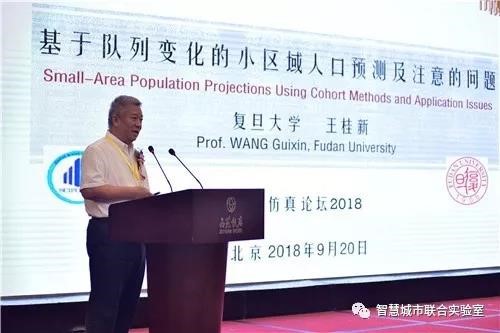 基于队列变化的小区域人口预测及注意的问题
Small-Area Population Projections Using Cohort Methods and Application Issues
复旦大学 王桂新
Prof. WANG Guixin, Fudan University
FUDAN UNIVERSITY
仿真论坛2018
北京 2018年9月20日
智慧城市联合实验室